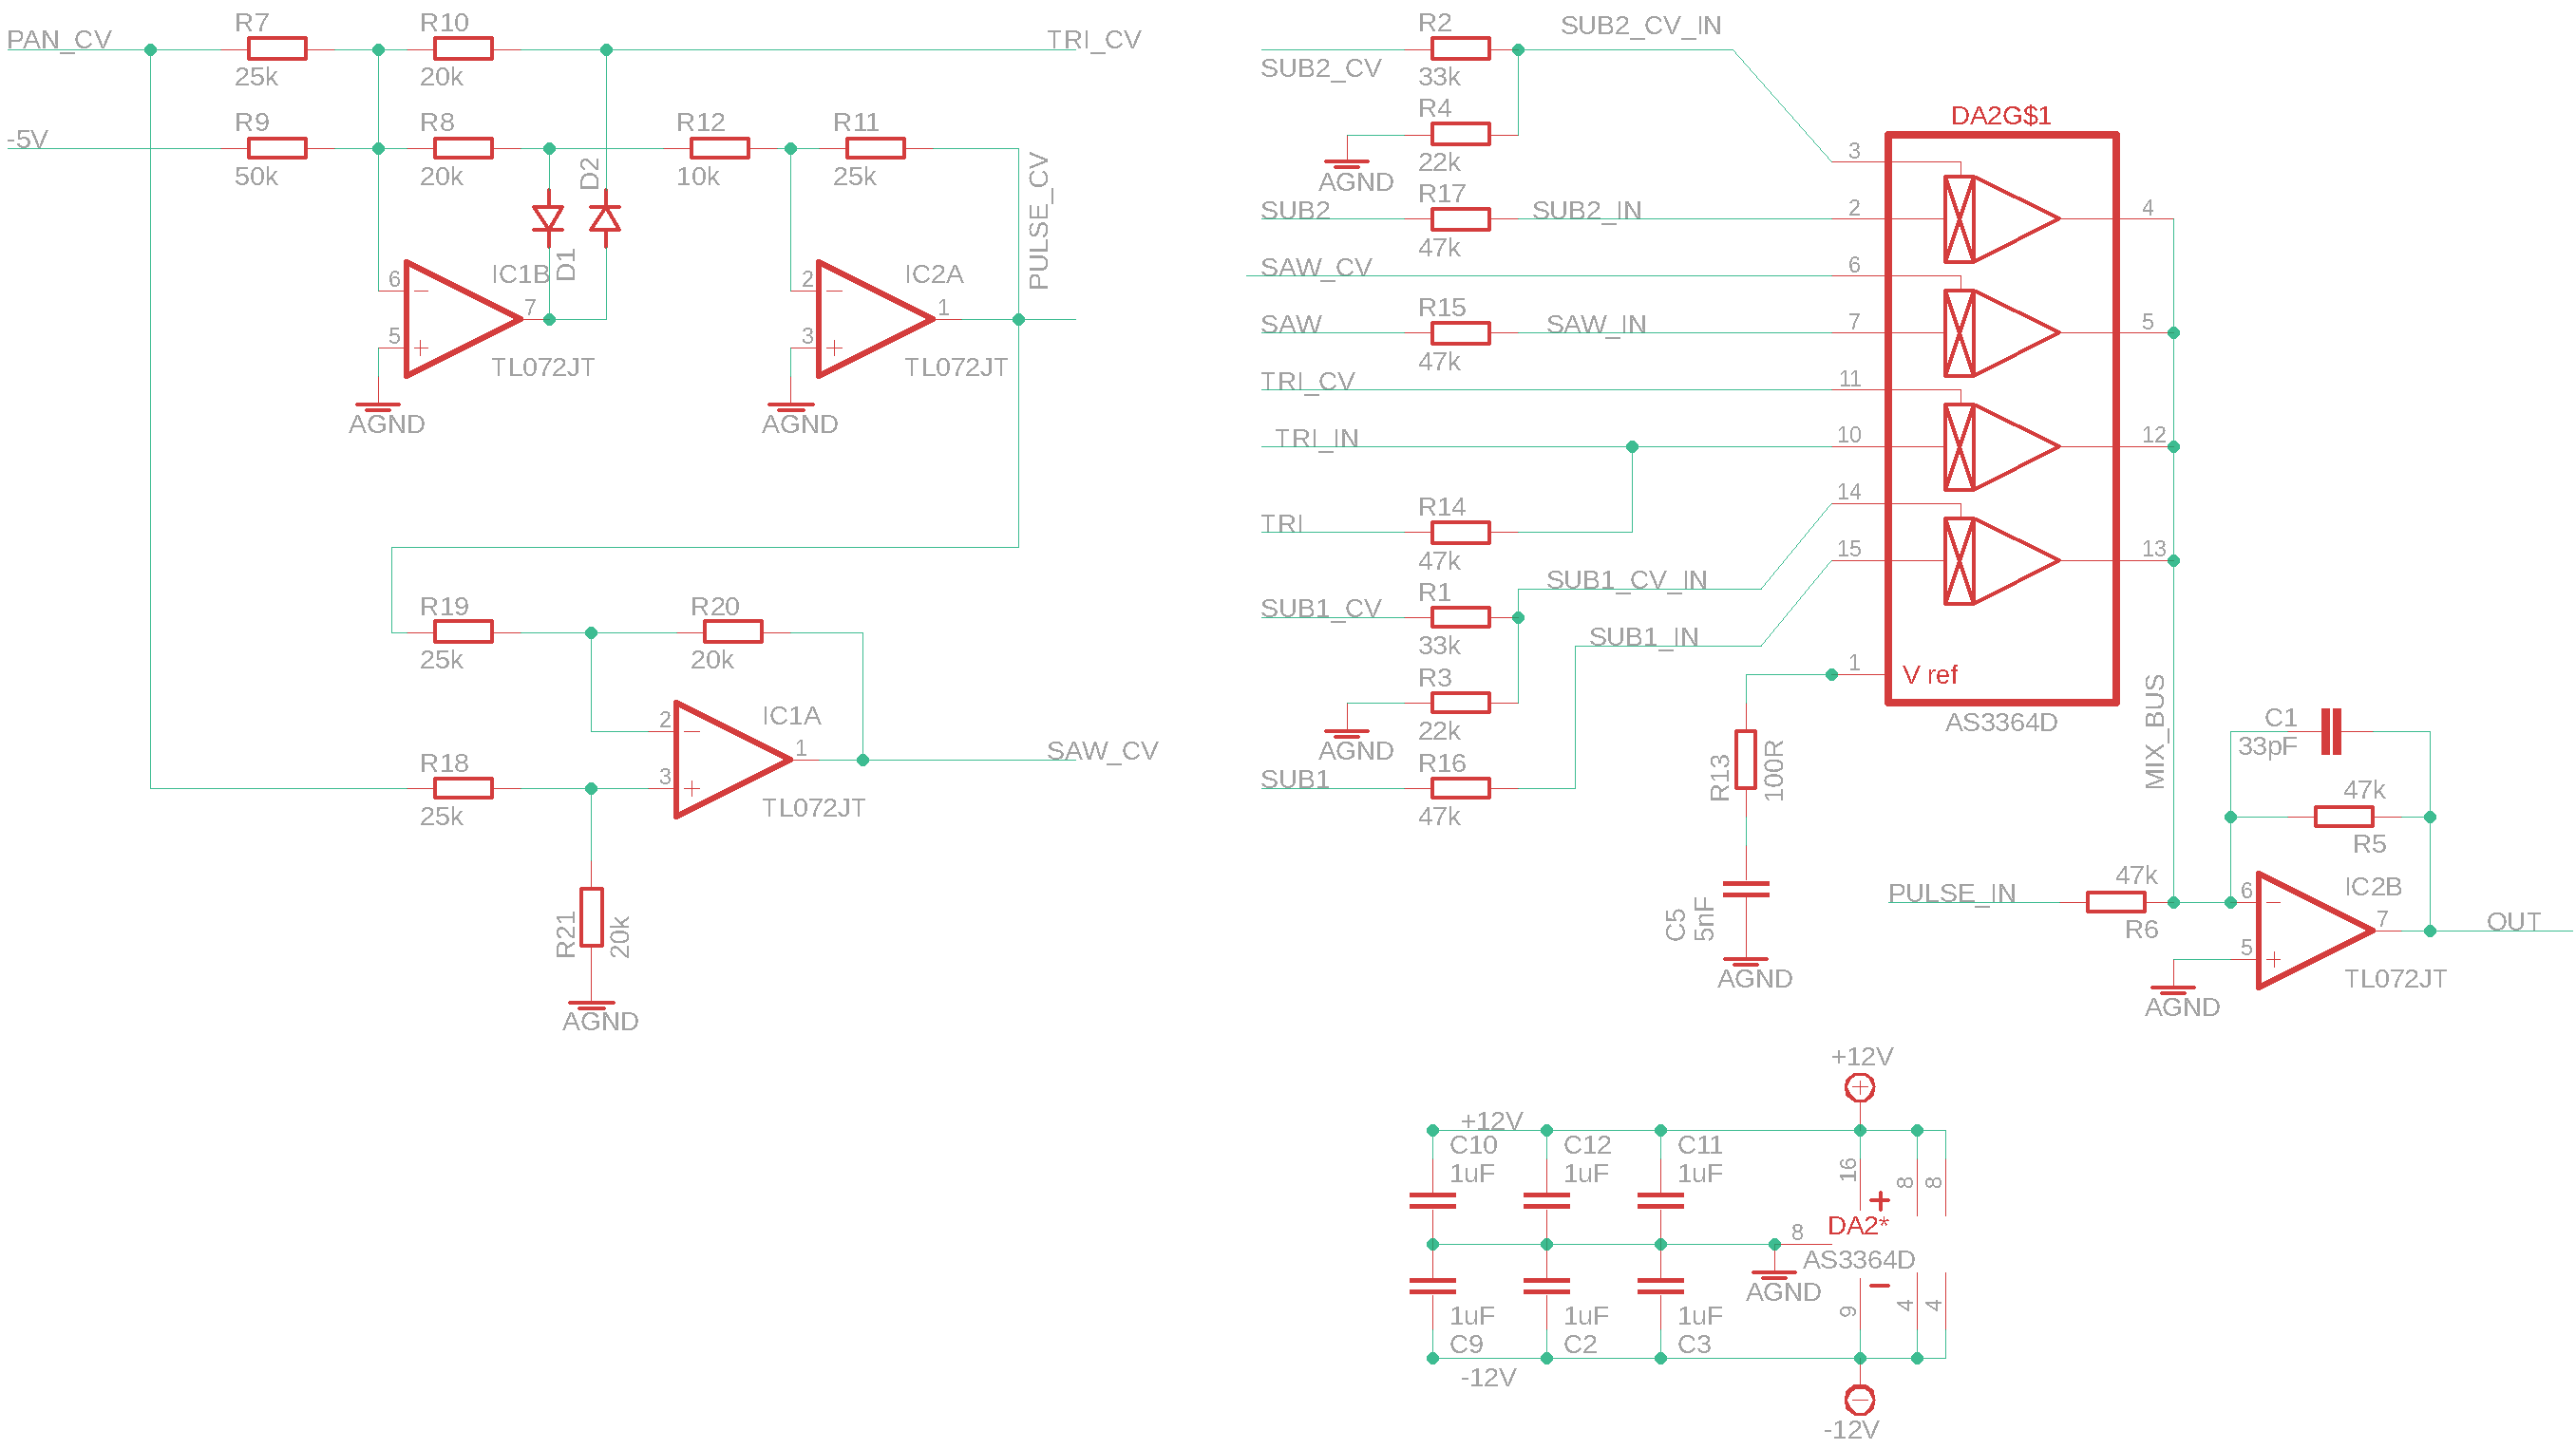 PAN_CV
R7
25k
R10
20k
TRI_CV
-5V
R9
50k
R8
20k
D2
D1
R12
10k
R11
25k
PULSE_CV
6
5
IC1B
7
TL072JT
AGND
2
3
IC2A
1
TL072JT
AGND
R19
25k
R20
20k
2
3
IC1A
1
TL072JT
SAW_CV
R18
25k
R21
20k
AGND
R2
33k
SUB2_CV
SUB2_CV_IN
R4
22k
AGND
SUB2
R17
47k
SUB2_IN
SAW_CV
SAW
R15
47k
SAW_IN
TRI_CV
TRI_IN
TRI
R14
47k
SUB1_CV
R1
33k
SUB1_CV_IN
R3
22k
AGND
SUB1_IN
SUB1
R16
47k
DA2G$1
3
2
6
7
11
10
14
15
1
V ref
4
5
12
13
AS3364D
R13
100R
C5
5nF
AGND
MIX_BUS
C1
33pF
47k
R5
PULSE_IN
47k
R6
6
5
IC2B
7
TL072JT
OUT
AGND
+12V
+12V
C10
1uF
C12
1uF
C11
1uF
16
8
8
DA2*
8
AS3364D
AGND
1uF
C9
1uF
C2
1uF
C3
9
4
4
-12V
-12V